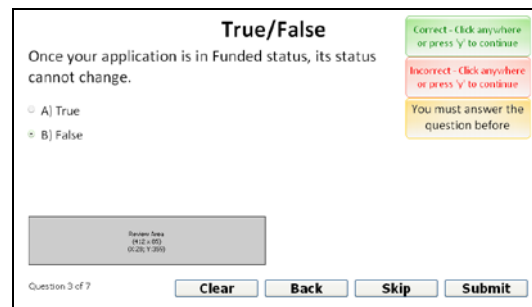 True/False
Once your application is in Funded status, its status
cannot change.
A) True
B) False
Correct - Click anywhere
or press 'y' to continue
Incorrect - Click anywhere
or press 'y' to continue
You must answer the
question before
Review Area
Question 3 of 7
Clear
Back
Skip
Submit